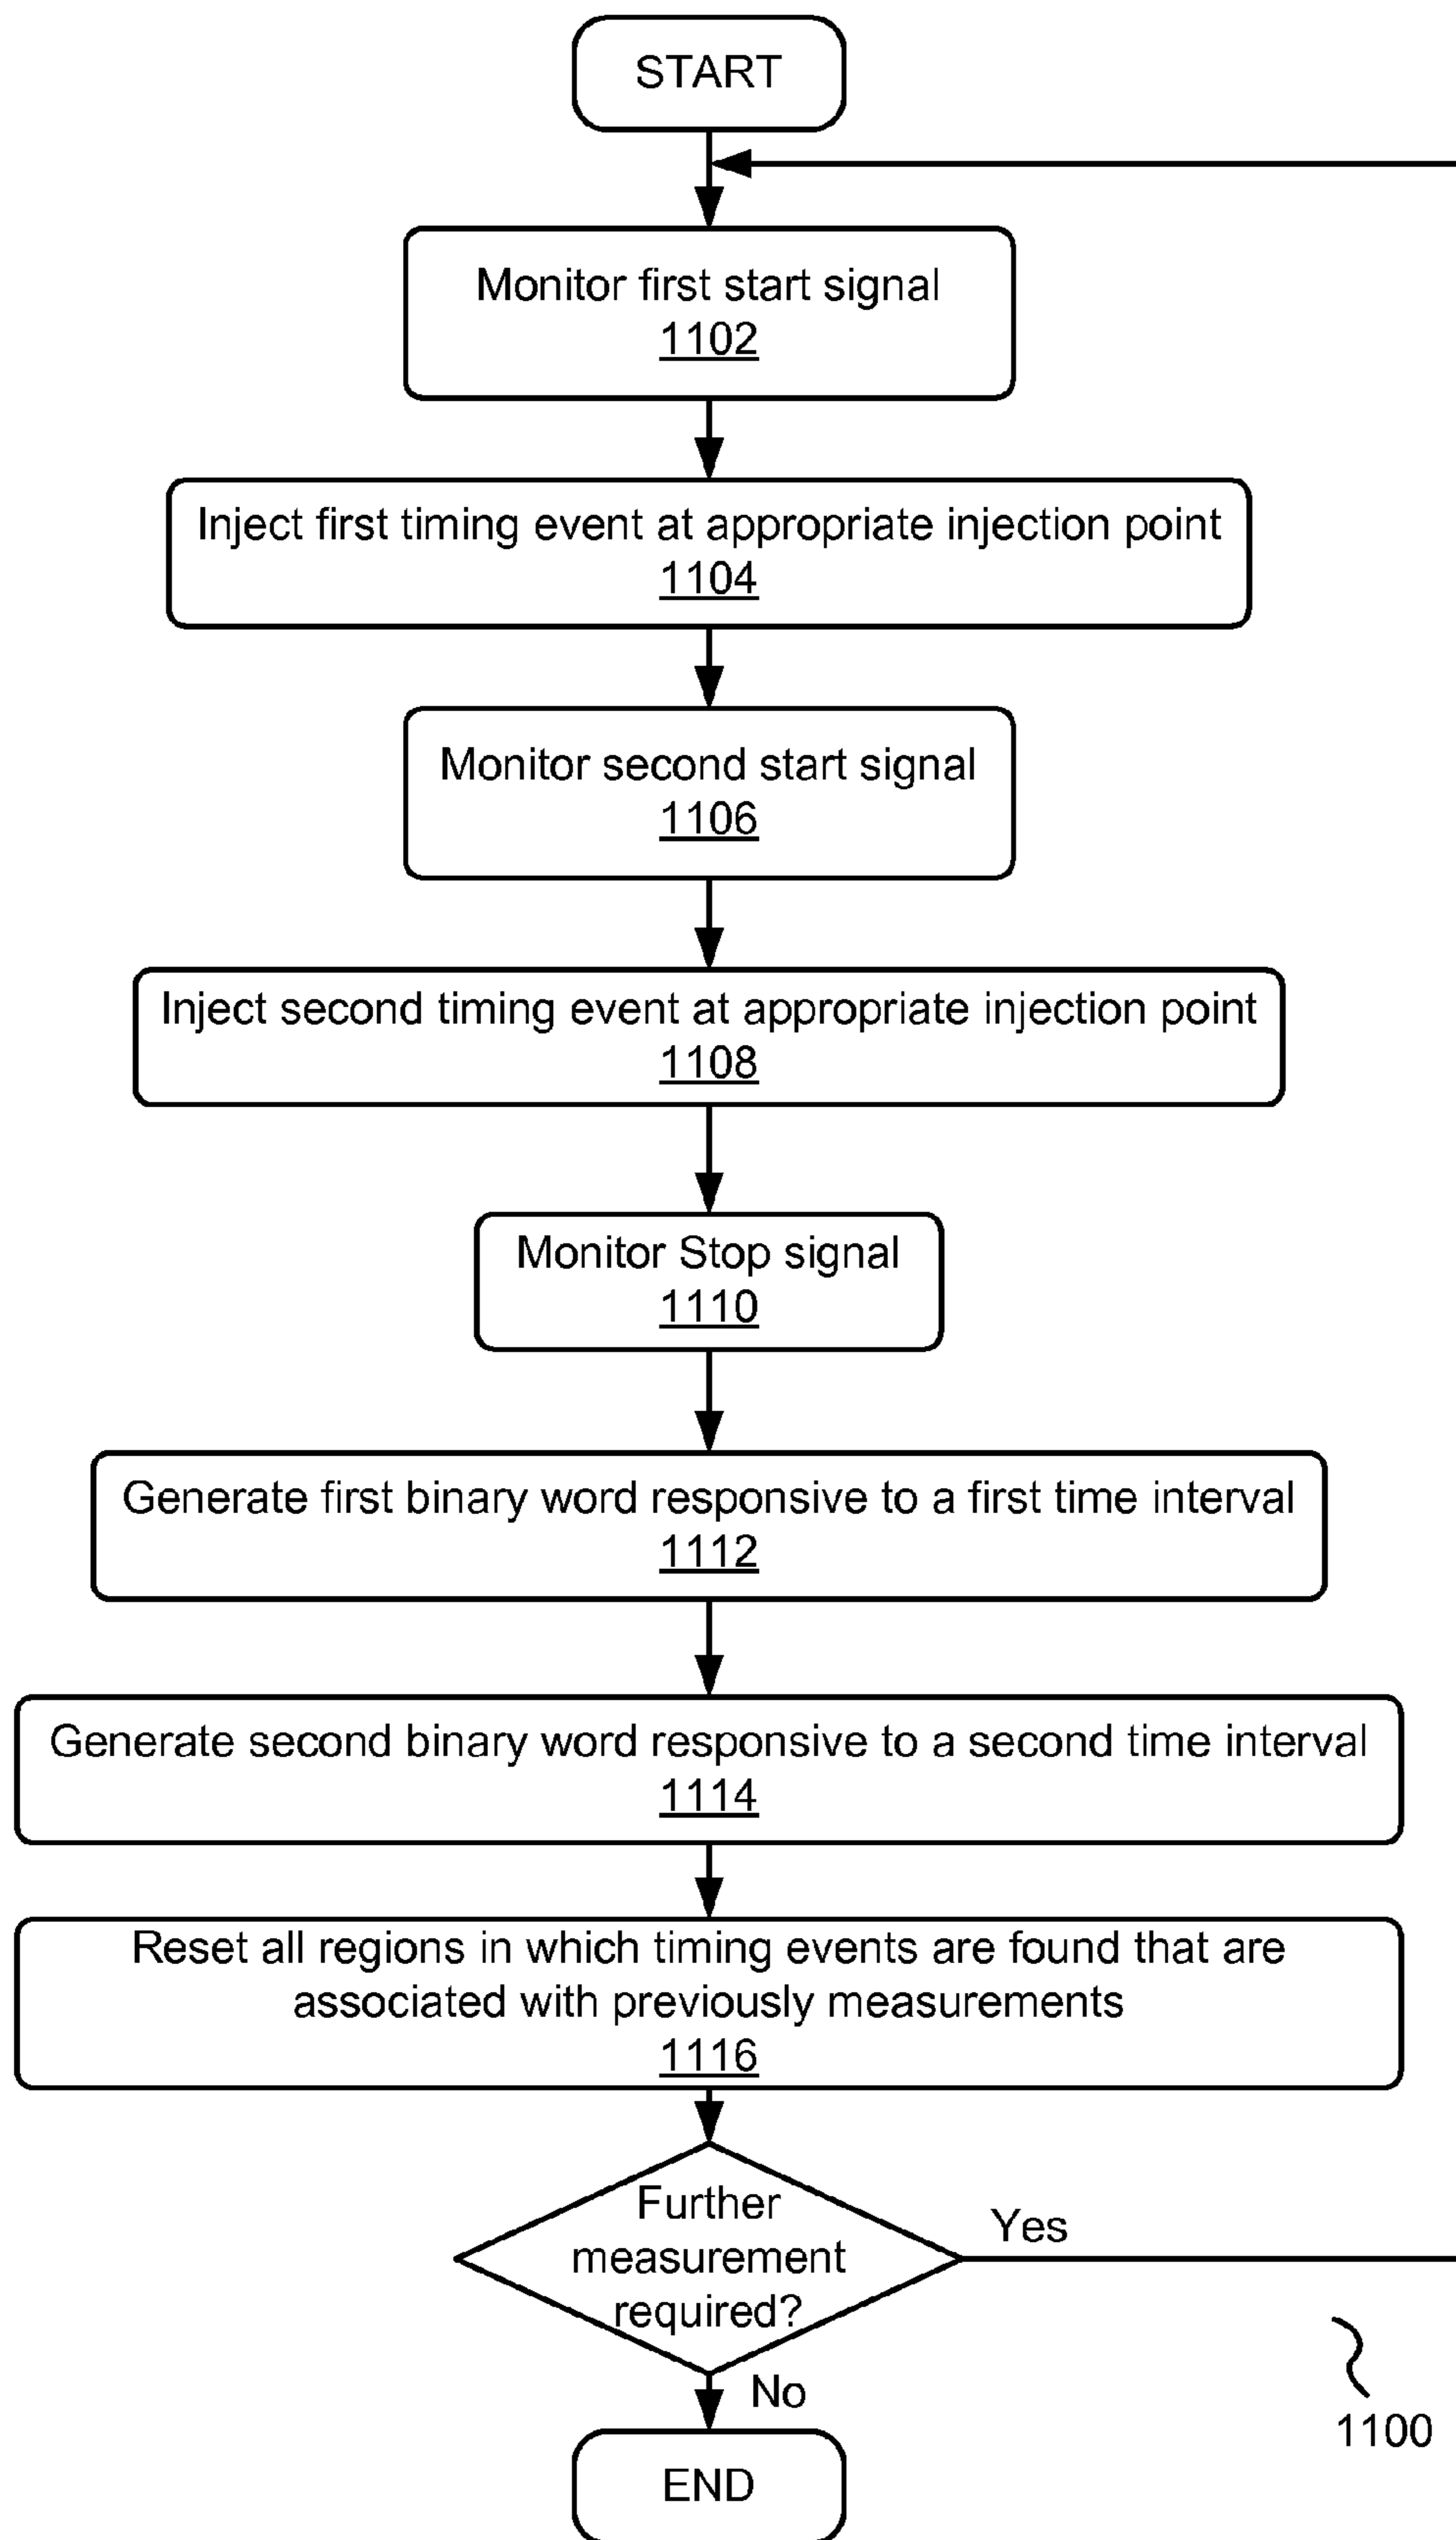 START
Monitor first start signal
1102
Inject first timing event at appropriate injection point
1104
Monitor second start signal
1106
Inject second timing event at appropriate injection point
1108
Monitor Stop signal
1110
Generate first binary word responsive to a first time interval
1112
Generate second binary word responsive to a second time interval
1114
Reset all regions in which timing events are found that are
associated with previously measurements
1116
Further
measurement
required?
Yes
No
1100
END